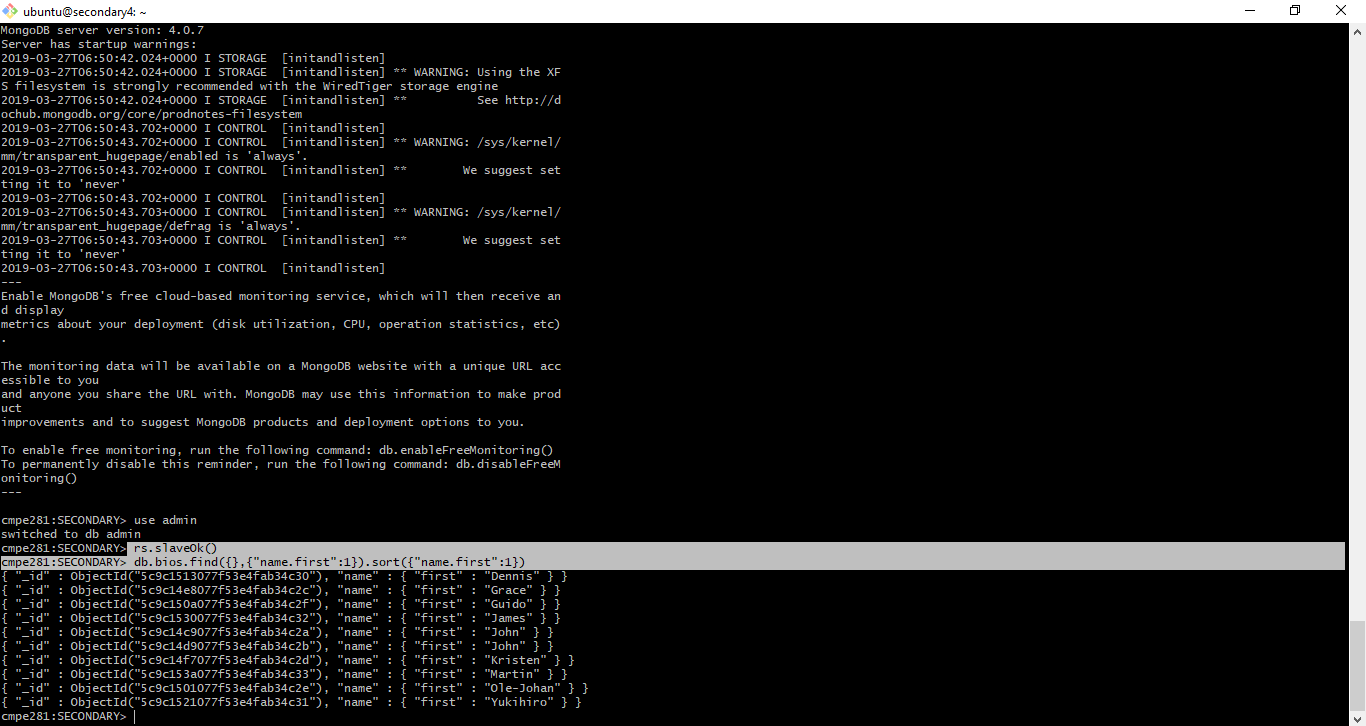 ubuntu@secondary4: ~
MongoDB server version: 4.0.7
Server has startup warnings:
2019-03-27T06:50:42.024+0000 I STORAGE  [initandlisten]
2019-03-27T06:50:42.024+0000 I STORAGE  [initandlisten] ** WARNING: Using the XF
S filesystem is strongly recommended with the WiredTiger storage engine
2019-03-27T06:50:42.024+0000 I STORAGE  [initandlisten] **          See http://d
ochub.mongodb.org/core/prodnotes-filesystem
2019-03-27T06:50:43.702+0000 I CONTROL  [initandlisten]
2019-03-27T06:50:43.702+0000 I CONTROL  [initandlisten] ** WARNING: /sys/kernel/
mm/transparent_hugepage/enabled is 'always'.
2019-03-27T06:50:43.702+0000 I CONTROL  [initandlisten] **        We suggest set
ting it to 'never'
2019-03-27T06:50:43.702+0000 I CONTROL  [initandlisten]
2019-03-27T06:50:43.703+0000 I CONTROL  [initandlisten] ** WARNING: /sys/kernel/
mm/transparent_hugepage/defrag is 'always'.
2019-03-27T06:50:43.703+0000 I CONTROL  [initandlisten] **        We suggest set
ting it to 'never'
2019-03-27T06:50:43.703+0000 I CONTROL  [initandlisten]
---
Enable MongoDB's free cloud-based monitoring service, which will then receive an
d display
metrics about your deployment (disk utilization, CPU, operation statistics, etc)
.
The monitoring data will be available on a MongoDB website with a unique URL acc
essible to you
and anyone you share the URL with. MongoDB may use this information to make prod
uct
improvements and to suggest MongoDB products and deployment options to you.
To enable free monitoring, run the following command: db.enableFreeMonitoring()
To permanently disable this reminder, run the following command: db.disableFreeM
onitoring()
---
cmpe281:SECONDARY> use admin
switched to db admin
cmpe281:SECONDARY> rs.slaveOk()
cmpe281:SECONDARY> db.bios.find({},{"name.first":1}).sort({"name.first":1})
{ "_id" : ObjectId("5c9c1513077f53e4fab34c30"), "name" : { "first" : "Dennis" } }
{ "_id" : ObjectId("5c9c14e8077f53e4fab34c2c"), "name" : { "first" : "Grace" } }
{ "_id" : ObjectId("5c9c150a077f53e4fab34c2f"), "name" : { "first" : "Guido" } }
{ "_id" : ObjectId("5c9c1530077f53e4fab34c32"), "name" : { "first" : "James" } }
{ "_id" : ObjectId("5c9c14c9077f53e4fab34c2a"), "name" : { "first" : "John" } }
{ "_id" : ObjectId("5c9c14d9077f53e4fab34c2b"), "name" : { "first" : "John" } }
{ "_id" : ObjectId("5c9c14f7077f53e4fab34c2d"), "name" : { "first" : "Kristen" } }
{ "_id" : ObjectId("5c9c153a077f53e4fab34c33"), "name" : { "first" : "Martin" } }
{ "_id" : ObjectId("5c9c1501077f53e4fab34c2e"), "name" : { "first" : "Ole-Johan" } }
{ "_id" : ObjectId("5c9c1521077f53e4fab34c31"), "name" : { "first" : "Yukihiro" } }
cmpe281:SECONDARY>